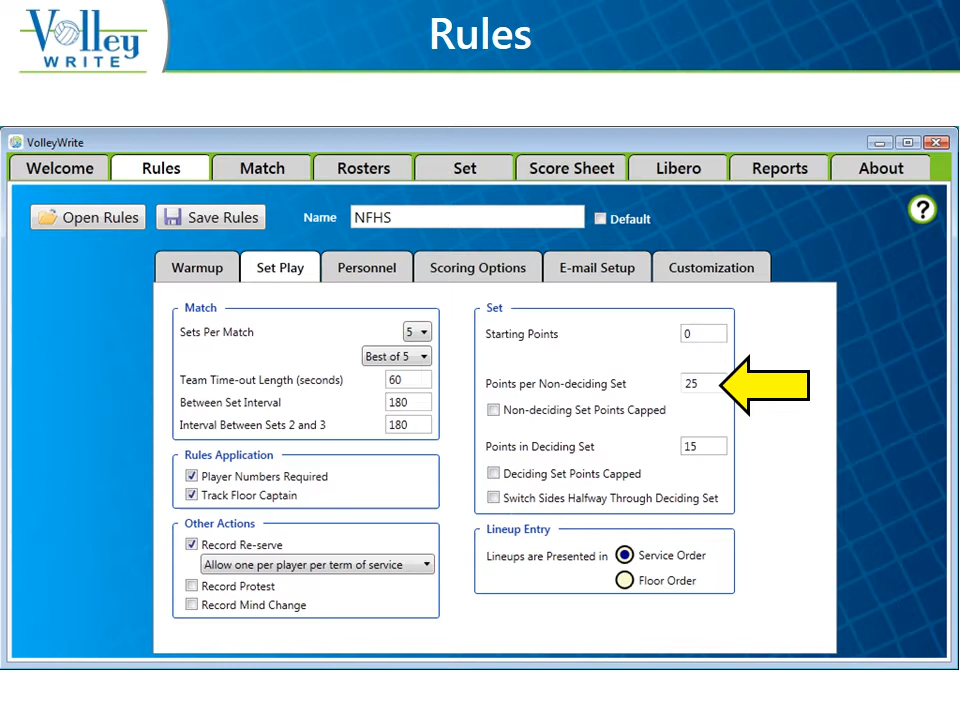 Volley
WRITE
Rules
VolleyWrite
Welcome
Rules
Match
Rosters
Set
Score Sheet
Libero
Reports
About
Open Rules
Save Rules
Name
NFHS
Default
?
Warmup
Set Play
Personnel
Scoring Options
E-mail Setup
Customization
Match
Sets Per Match 5
Best of 5
Team Time-out Length (seconds) 60
Between Set Interval 180
Interval Between Sets 2 and 3 180
Rules Application
Player Numbers Required
Track Floor Captain
Other Actions
Record Re-serve
Allow one per player per term of service
Record Protest
Record Mind Change
Set
Starting Points 0
Points per Non-deciding Set 25
Non-deciding Set Points Capped
Points in Deciding Set 15
Deciding Set Points Capped
Switch Sides Halfway Through Deciding Set
Lineup Entry
Lineups are Presented in Service Order
Floor Order